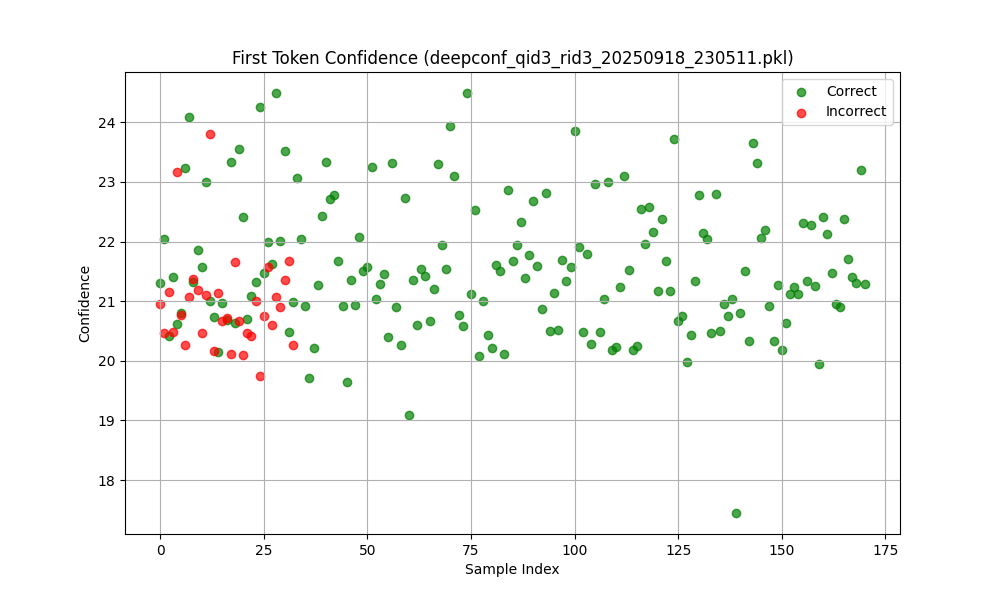 First Token Confidence (deepconf_qid3_rid3_20250918_230511.pkl)
Correct
Incorrect
24
23
22
21
20
19
18
Confidence
0 25 50 75 100 125 150 175
Sample Index